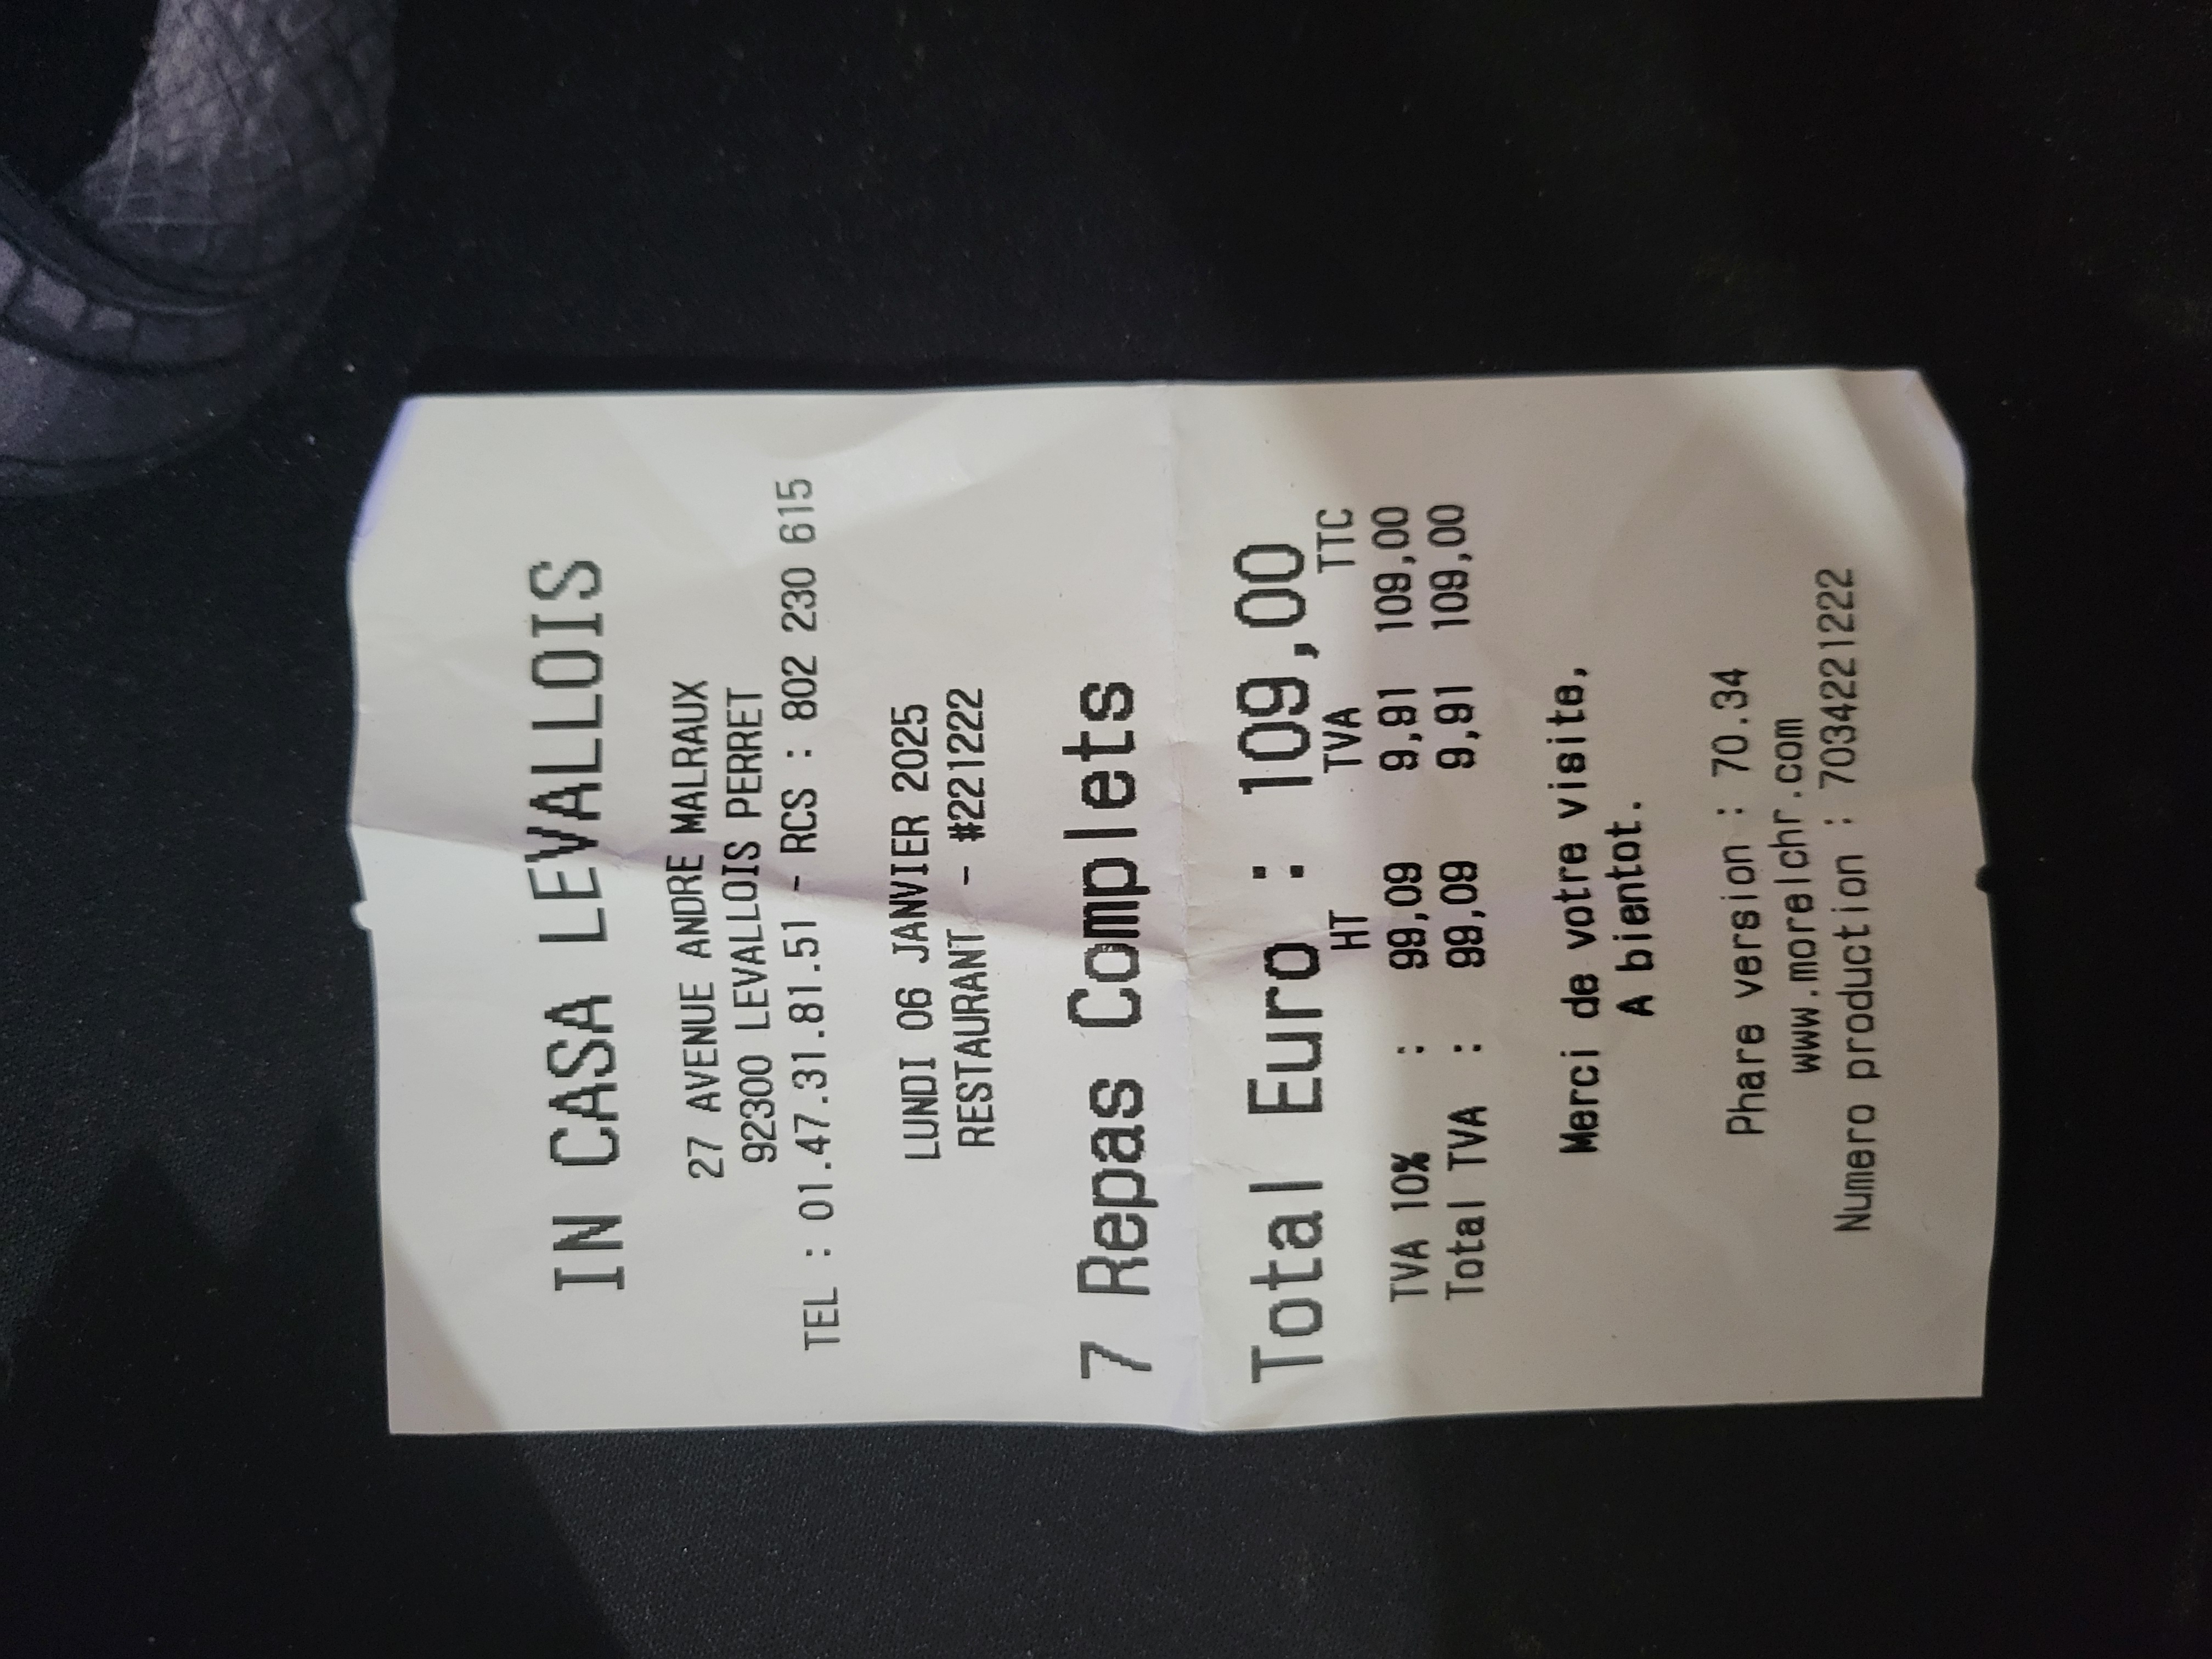 IN CASA LEVALLOIS
27 AVENUE ANDRE MALRAUX
92300 LEVALLOIS PERRET
TEL : 01.47.31.81.51 - RCS : 802 230 615
LUNDI 06 JANVIER 2025
RESTAURANT - #221222
7 Repas Complets
Total Euro : 109,00
HT TVA TTC
TVA 10% : 99,09 9,91 109,00
Total TVA : 99,09 9,91 109,00
Merci de votre visite,
A bientot.
Phare version : 70.34
www.morelchr.com
Numero production : 7034221222